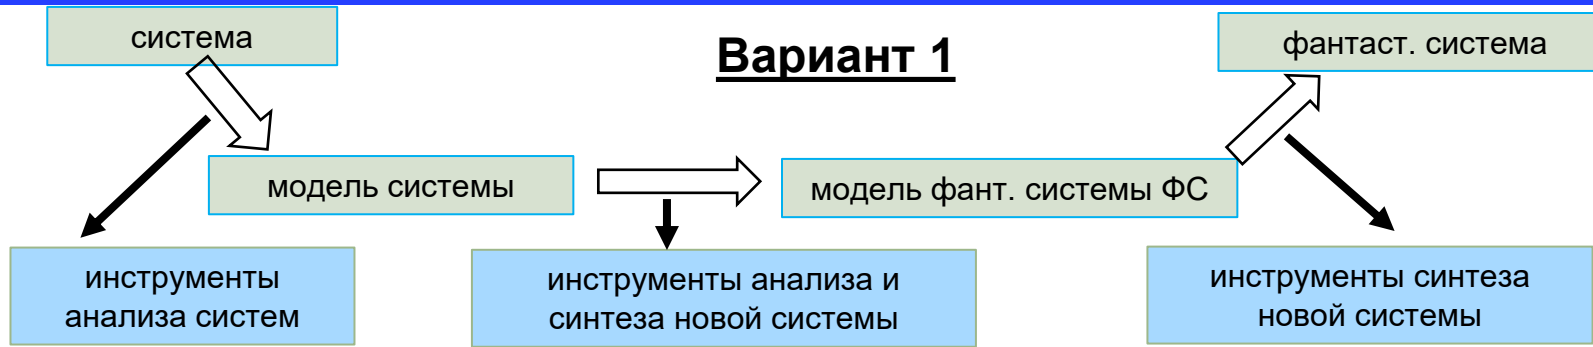 система
Вариант 1
фантаст. система
модель системы
модель фант. системы ФС
инструменты
анализа систем
инструменты анализа и
синтеза новой системы
инструменты синтеза
новой системы